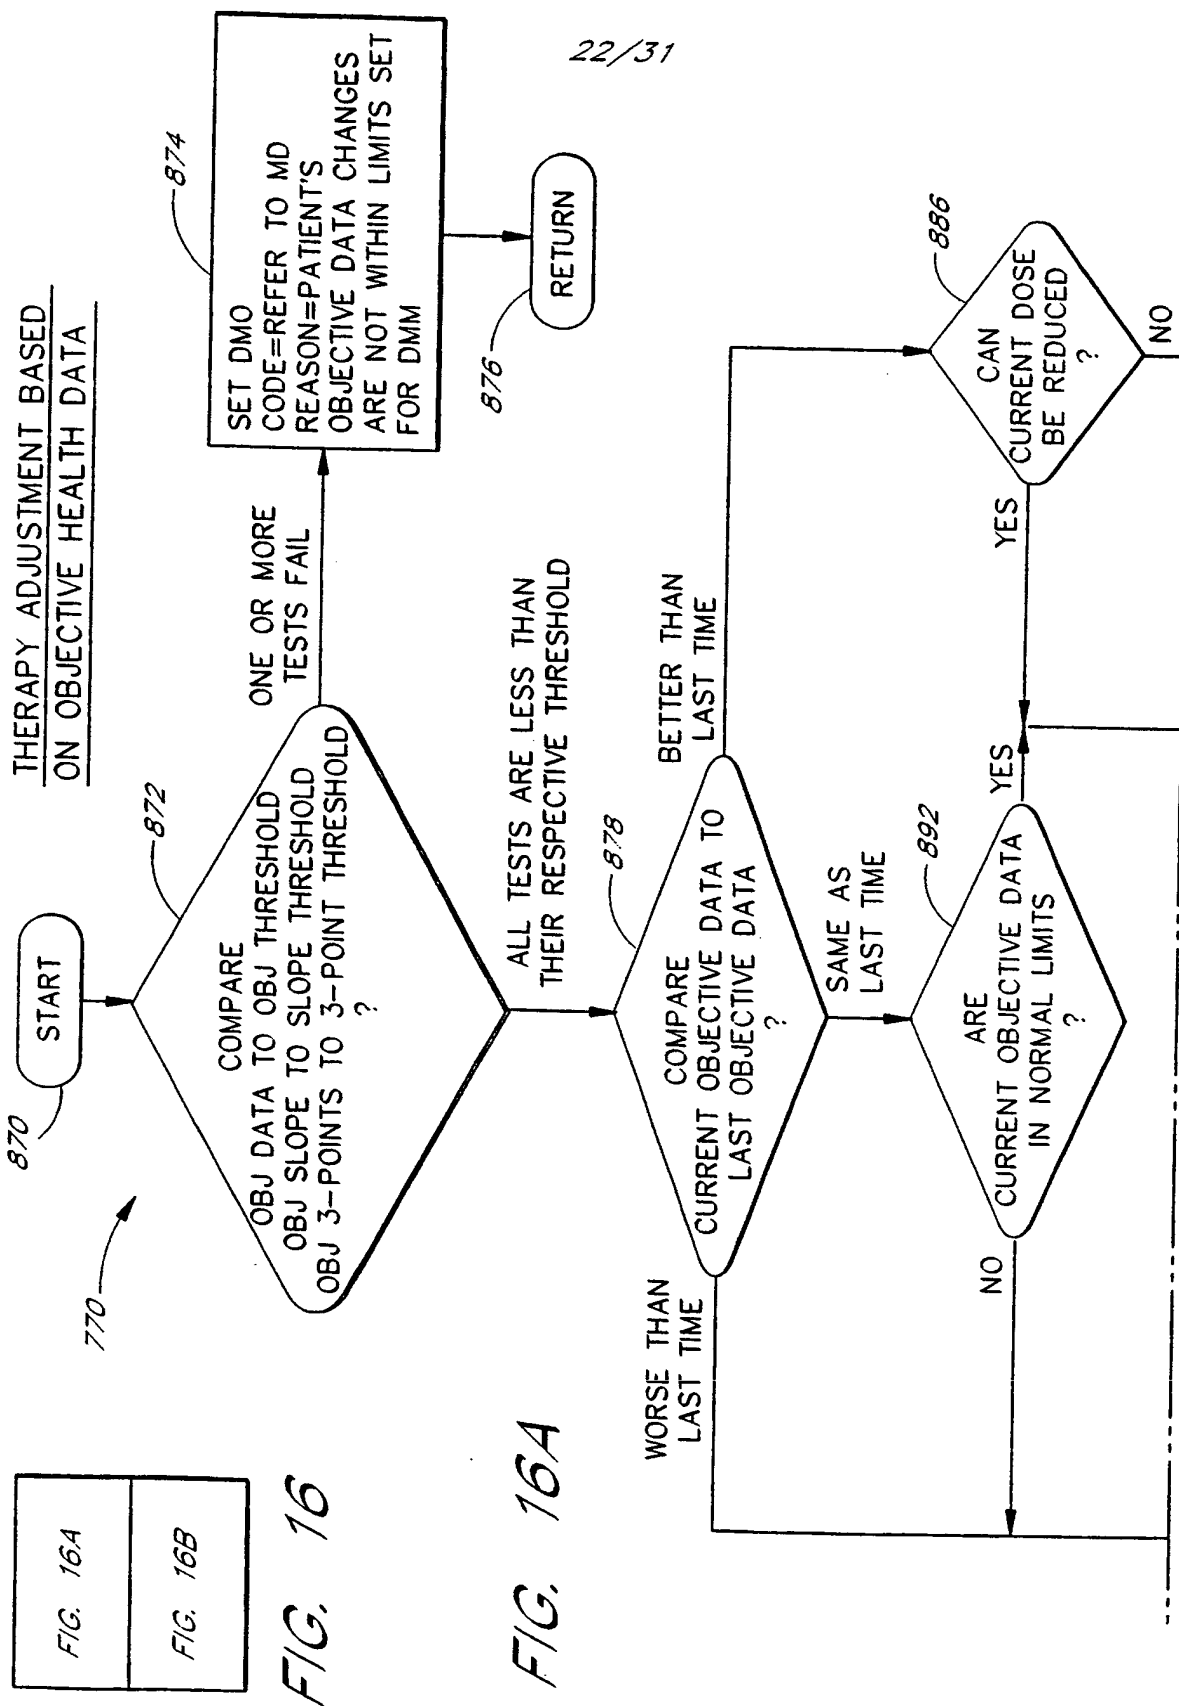 22/31
THERAPY ADJUSTMENT BASED
ON OBJECTIVE HEALTH DATA
FIG. 16A
FIG. 16B
FIG. 16
FIG. 16A
770
870
START
872
COMPARE
OBJ DATA TO OBJ THRESHOLD
OBJ SLOPE TO SLOPE THRESHOLD
OBJ 3-POINTS TO 3-POINT THRESHOLD
?
ONE OR MORE
TESTS FAIL
874
SET DMO
CODE=REFER TO MD
REASON=PATIENT'S
OBJECTIVE DATA CHANGES
ARE NOT WITHIN LIMITS SET
FOR DMM
876
RETURN
ALL TESTS ARE LESS THAN
THEIR RESPECTIVE THRESHOLD
878
COMPARE
CURRENT OBJECTIVE DATA TO
LAST OBJECTIVE DATA
?
WORSE THAN
LAST TIME
BETTER THAN
LAST TIME
SAME AS
LAST TIME
886
CAN
CURRENT DOSE
BE REDUCED
?
YES
NO
892
ARE
CURRENT OBJECTIVE DATA
IN NORMAL LIMITS
?
NO
YES